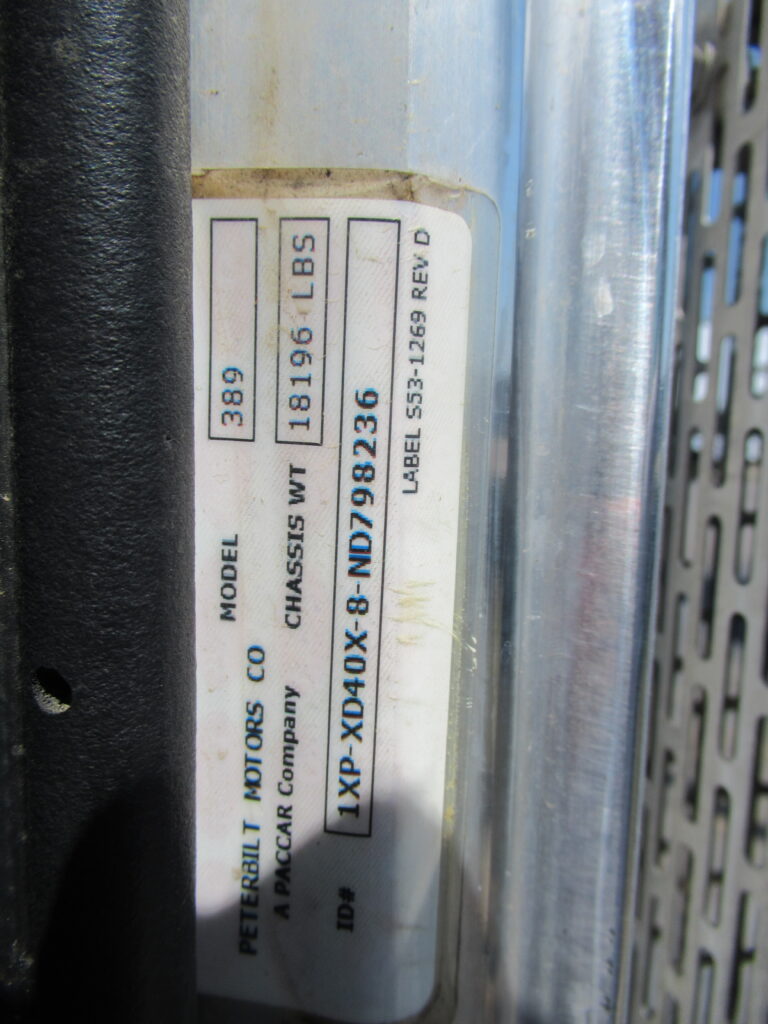 PETERBILT MOTORS CO MODEL 389
A PACCAR Company CHASSIS WT 18196 LBS
ID# 1XP-XD40X-8-ND798236
LABEL S53-1269 REV D